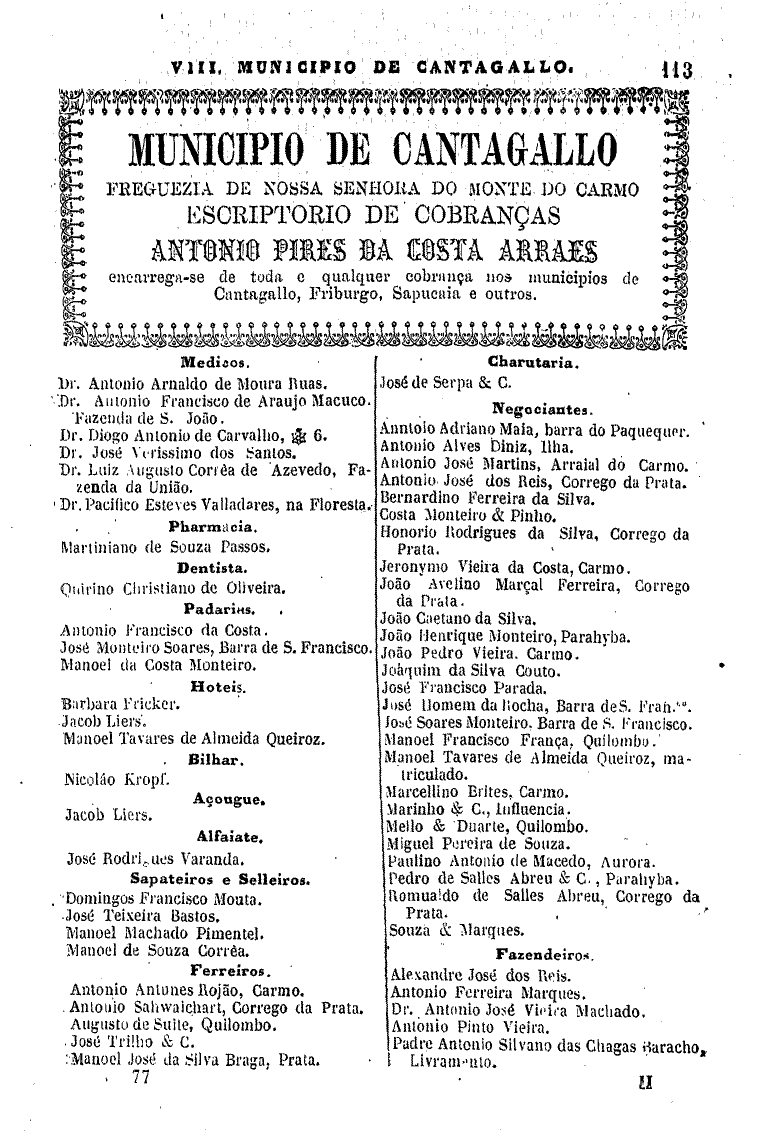 VIII. MUNICIPIO DE CANTAGALLO. 113
MUNICIPIO DE CANTAGALLO
FREGUEZIA DE NOSSA SENHORA DO MONTE DO CARMO
ESCRIPTORIO DE COBRANÇAS
ANTONIO PIRES DA COSTA ARRAES
encarrega-se de toda e qualquer cobrança nos municipios de
Cantagallo, Friburgo, Sapucaia e outros.
Medicos.
Dr. Antonio Arnaldo de Moura Ruas.
Dr. Antonio Francisco de Araujo Macuco.
Fazenda de S. João.
Dr. Diogo Antonio de Carvalho, 6.
Dr. José Verissimo dos Santos.
Dr. Luiz Augusto Corrêa de Azevedo, Fa-
zenda da União.
Dr. Pacifico Esteves Valladares, na Floresta.
Pharmacia.
Martiniano de Souza Passos.
Dentista.
Quirino Christiano de Oliveira.
Padarias.
Antonio Francisco da Costa.
José Monteiro Soares, Barra de S. Francisco.
Manoel da Costa Monteiro.
Hoteis.
Barbara Fricker.
Jacob Liers.
Manoel Tavares de Almeida Queiroz.
Bilhar.
Nicoláo Kropf.
Açougue.
Jacob Liers.
Alfaiate.
José Rodrigues Varanda.
Sapateiros e Selleiros.
Domingos Francisco Mouta.
José Teixeira Bastos.
Manoel Machado Pimentel.
Manoel de Souza Corrêa.
Ferreiros.
Antonio Antunes Rojão, Carmo.
Antonio Sahwaichart, Corrego da Prata.
Augusto de Suite, Quilombo.
José Trilho & C.
Manoel José da Silva Braga, Prata.
77
Charutaria.
José de Serpa & C.
Negociantes.
Anntoio Adriano Maia, barra do Paquequer.
Antonio Alves Diniz, Ilha.
Antonio José Martins, Arraial do Carmo.
Antonio José dos Reis, Corrego da Prata.
Bernardino Ferreira da Silva.
Costa Monteiro & Pinho.
Honorio Rodrigues da Silva, Corrego da
Prata.
Jeronymo Vieira da Costa, Carmo.
João Avelino Marçal Ferreira, Corrego
da Prata.
João Caetano da Silva.
João Henrique Monteiro, Parahyba.
João Pedro Vieira. Carmo.
Joaquim da Silva Couto.
José Francisco Parada.
José Homem da Rocha, Barra de S. Fran.co.
José Soares Monteiro. Barra de S. Francisco.
Manoel Francisco França, Quilombo.
Manoel Tavares de Almeida Queiroz, ma-
triculado.
Marcellino Brites, Carmo.
Marinho & C., Influencia.
Mello & Duarte, Quilombo.
Miguel Pereira de Souza.
Paulino Antonio de Macedo, Aurora.
Pedro de Salles Abreu & C., Parahyba.
Romualdo de Salles Abreu, Corrego da
Prata.
Souza & Marques.
Fazendeiros.
Alexandre José dos Reis.
Antonio Ferreira Marques.
Dr. Antonio José Vieira Machado.
Antonio Pinto Vieira.
Padre Antonio Silvano das Chagas Baracho,
Livramento.